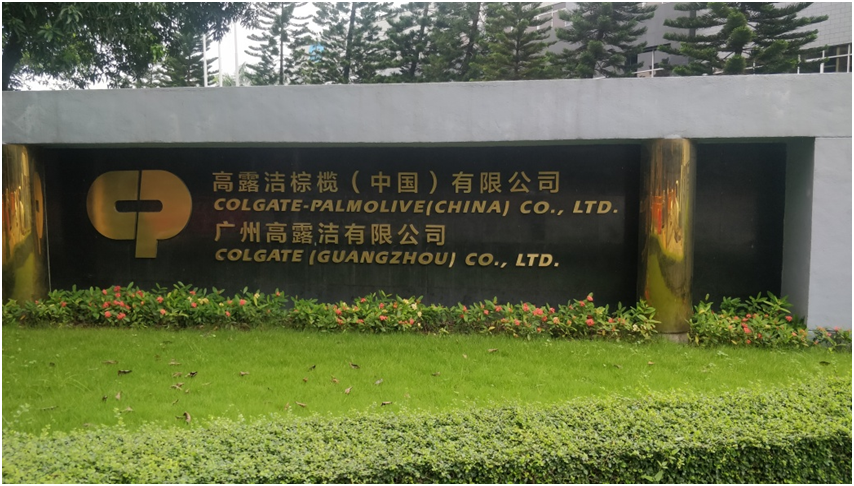 高露洁棕榄（中国）有限公司
COLGATE-PALMOLIVE(CHINA) CO., LTD.
广州高露洁有限公司
COLGATE (GUANGZHOU) CO., LTD.